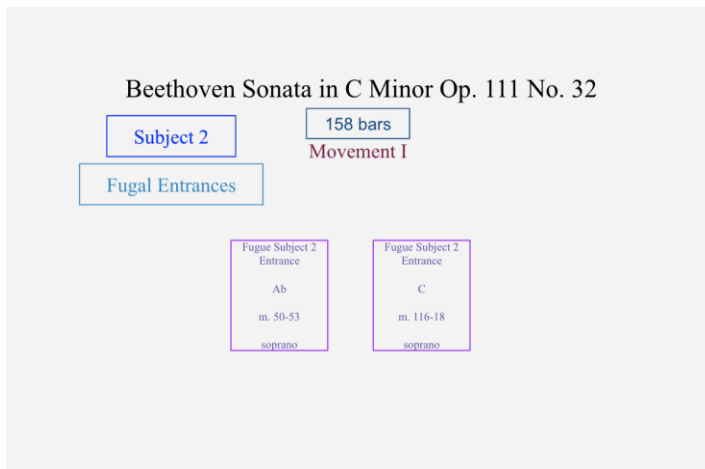 Beethoven Sonata in C Minor Op. 111 No. 32
158 bars
Subject 2
Movement I
Fugal Entrances
Fugue Subject 2
Entrance
Ab
m. 50-53
soprano
Fugue Subject 2
Entrance
C
m. 116-18
soprano